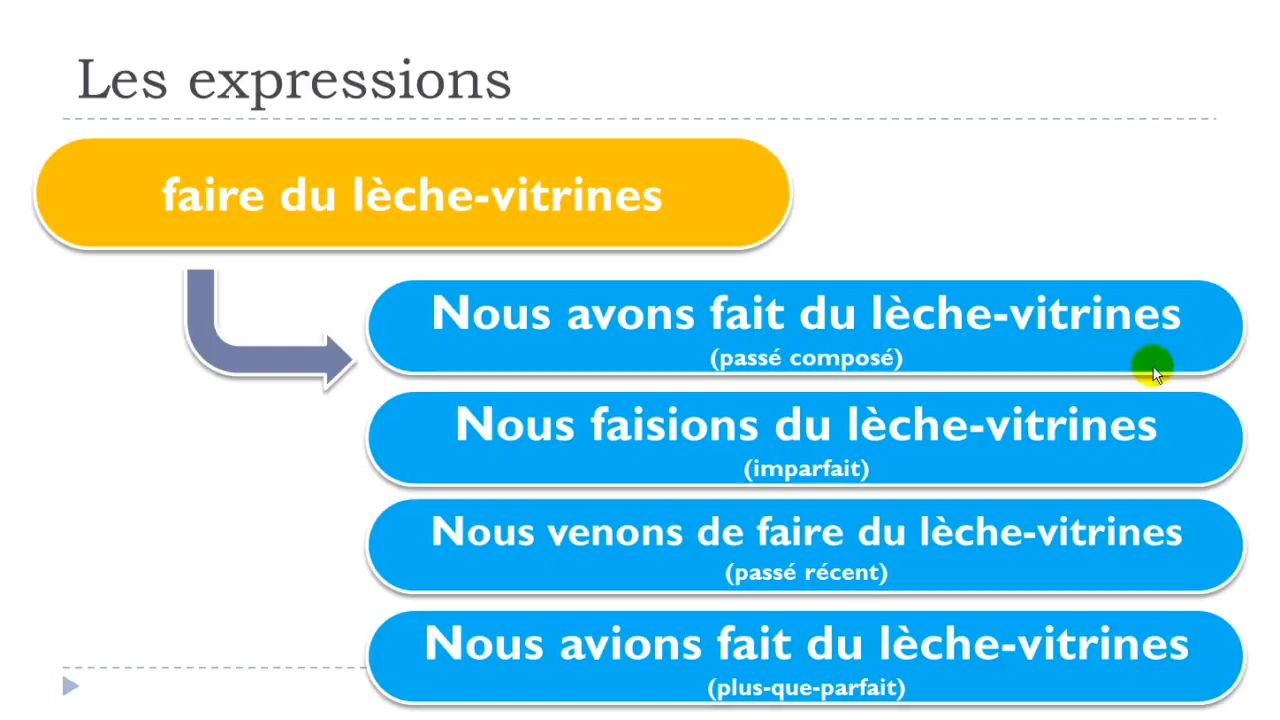 Les expressions
faire du lèche-vitrines
Nous avons fait du lèche-vitrines
(passé composé)
Nous faisions du lèche-vitrines
(imparfait)
Nous venons de faire du lèche-vitrines
(passé récent)
Nous avions fait du lèche-vitrines
(plus-que-parfait)